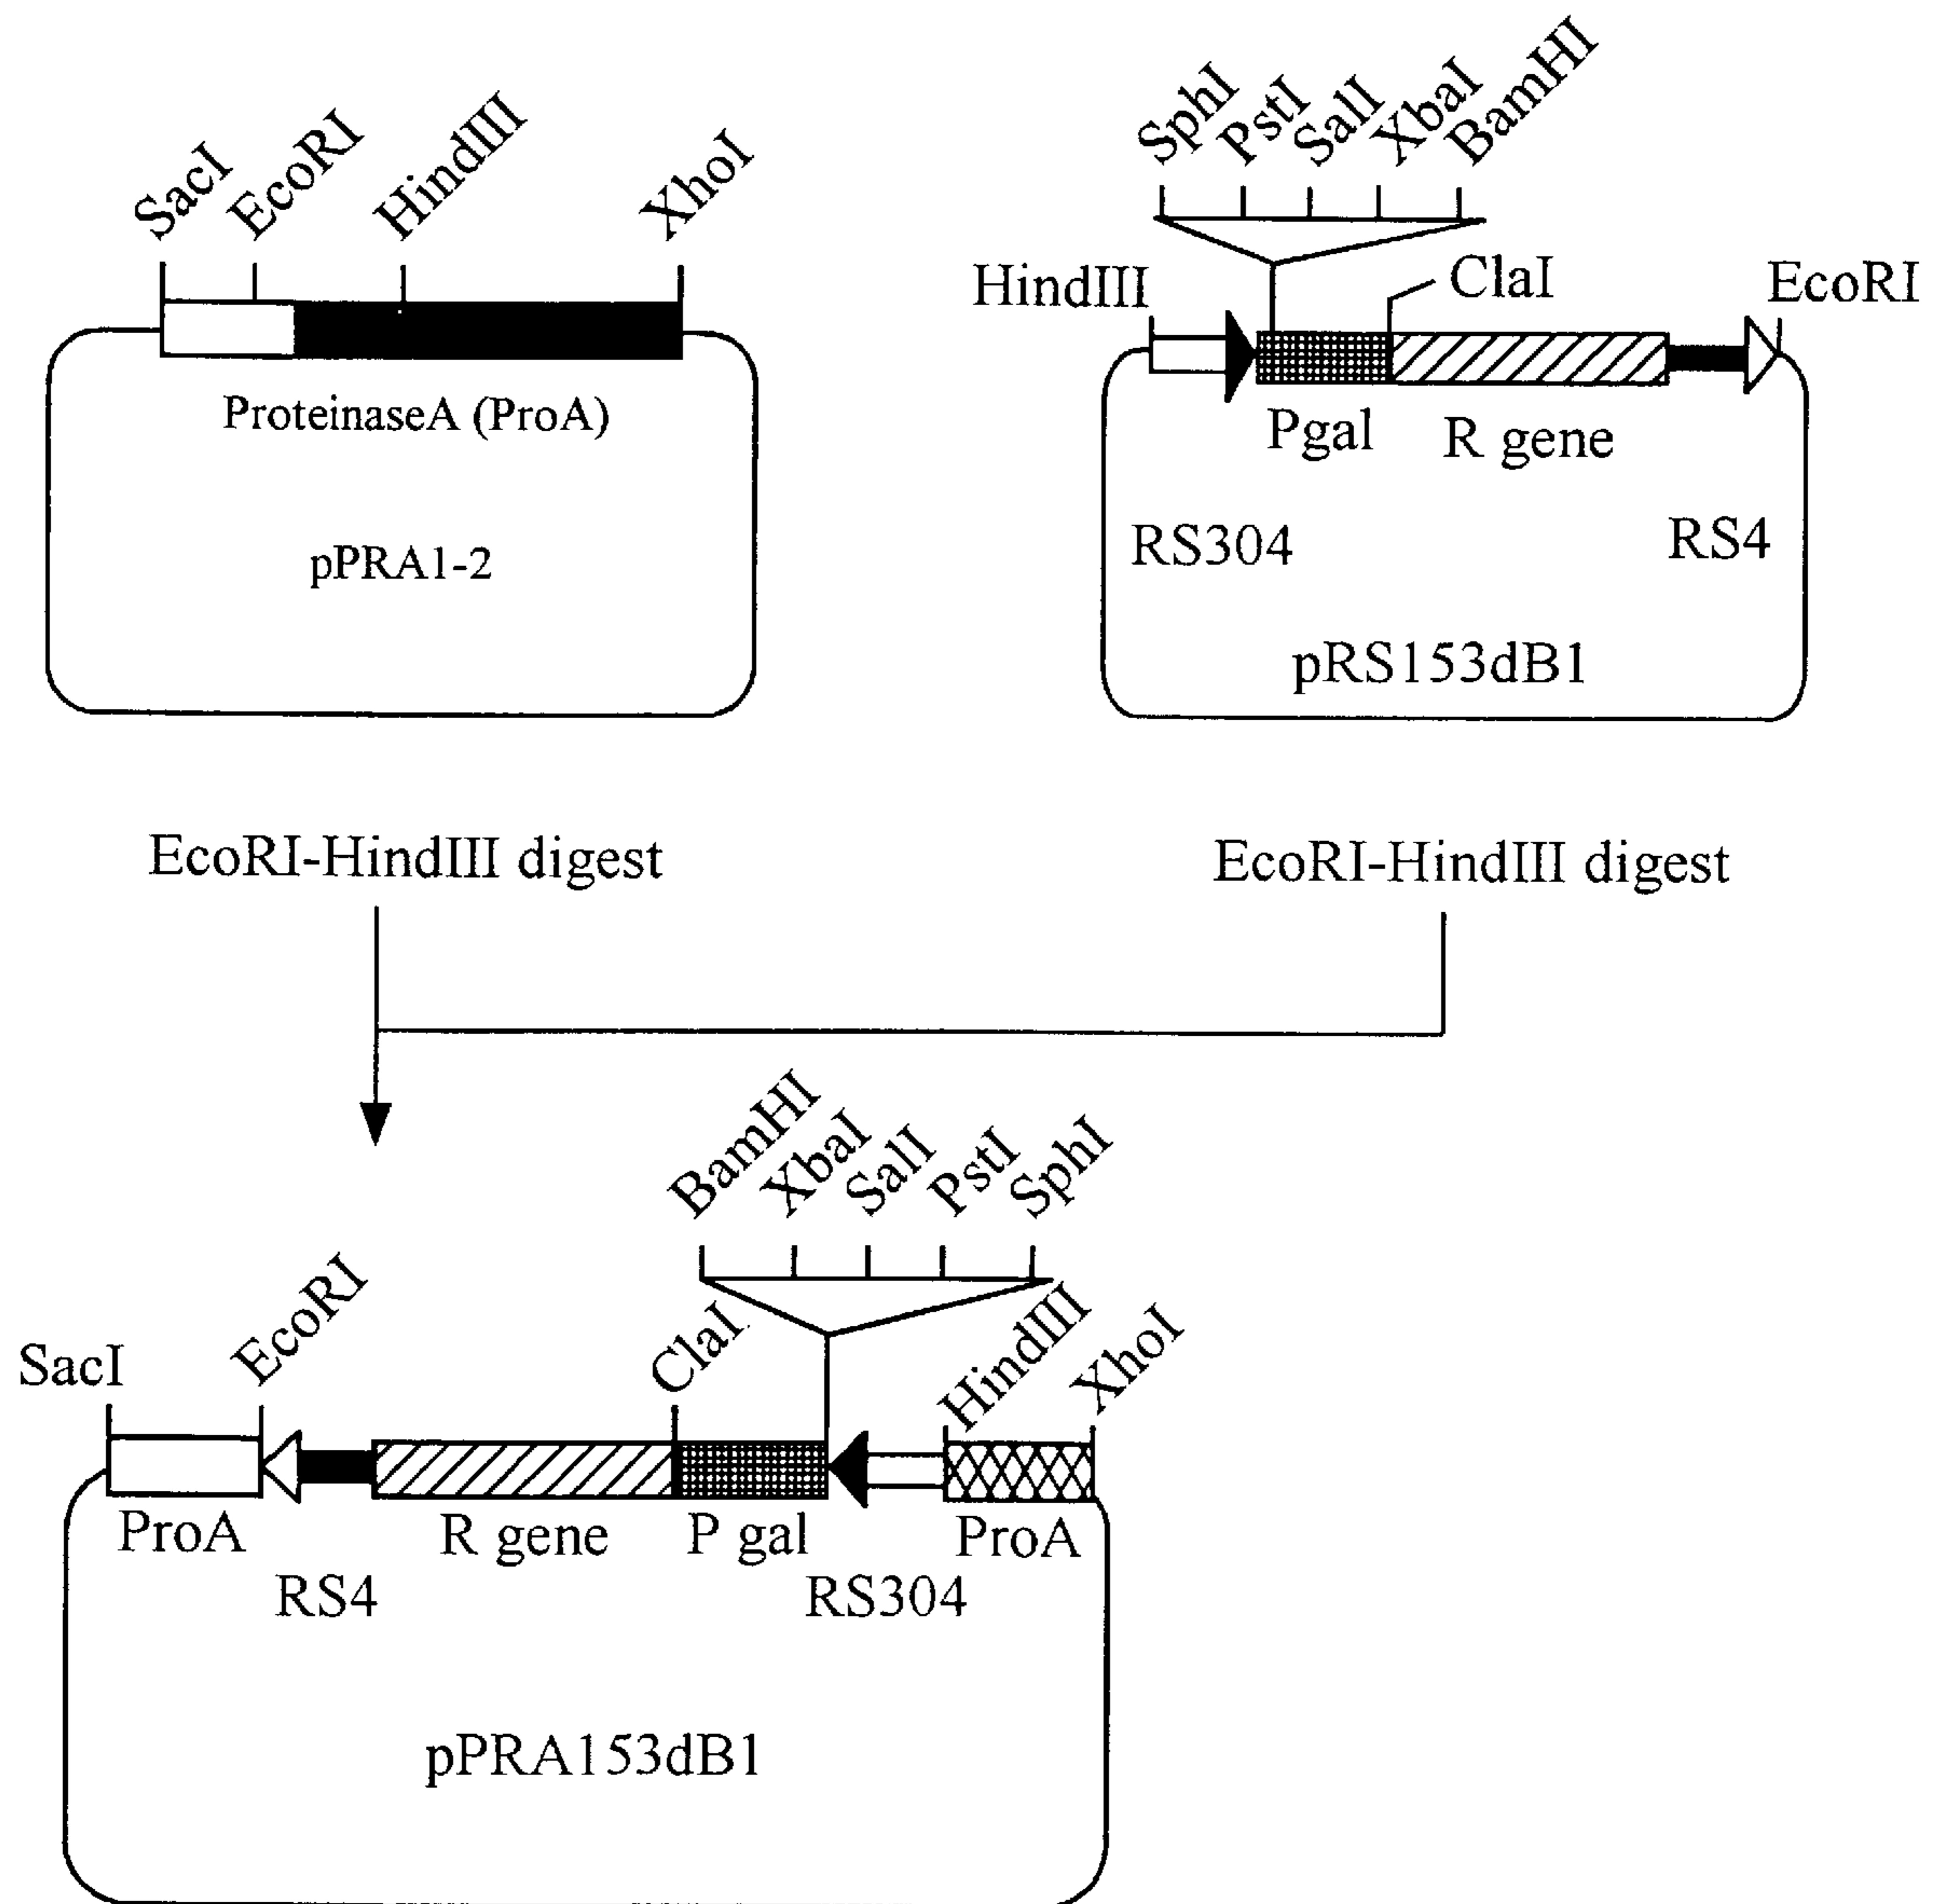 SacI EcoRI HindIII XhoI
ProteinaseA (ProA)
pPRA1-2
SphI PstI SalI XbaI BamHI
HindIII ClaI EcoRI
Pgal R gene
RS304 RS4
pRS153dB1
EcoRI-HindIII digest
EcoRI-HindIII digest
BamHI XbaI SalI PstI SphI
SacI EcoRI ClaI HindIII XhoI
ProA R gene P gal ProA
RS4 RS304
pPRA153dB1